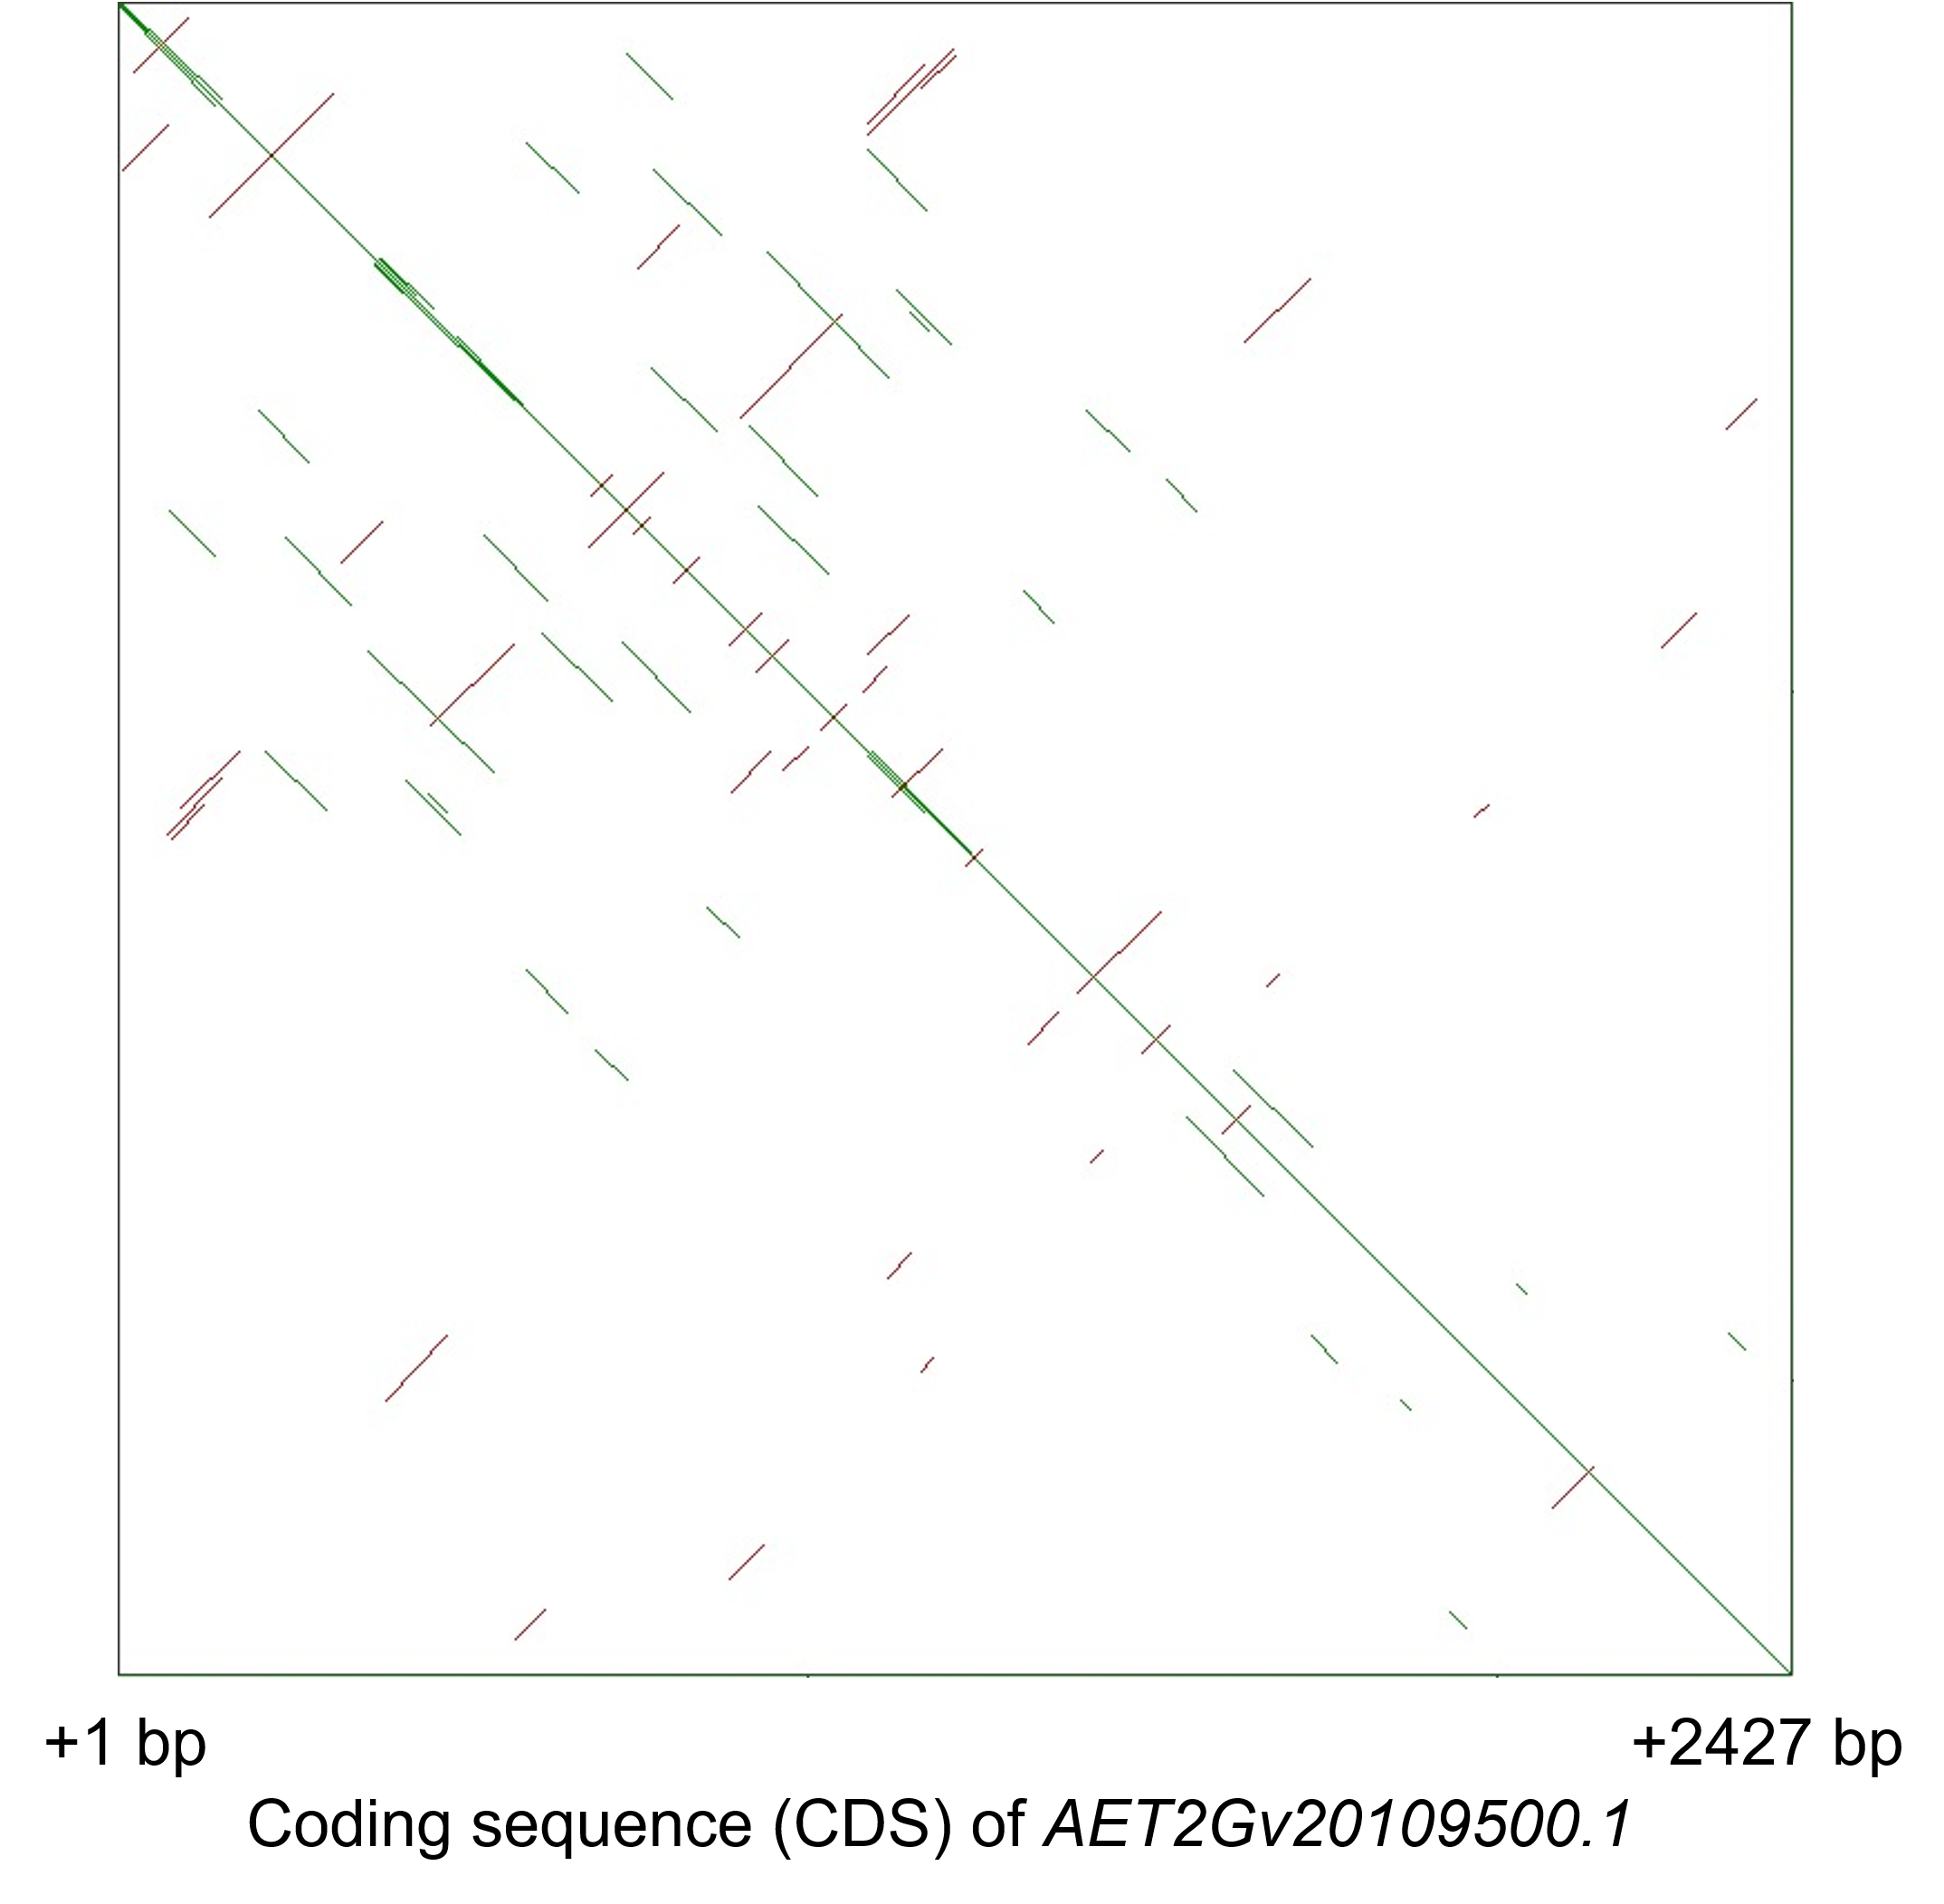 +1 bp +2427 bp
Coding sequence (CDS) of AET2Gv20109500.1